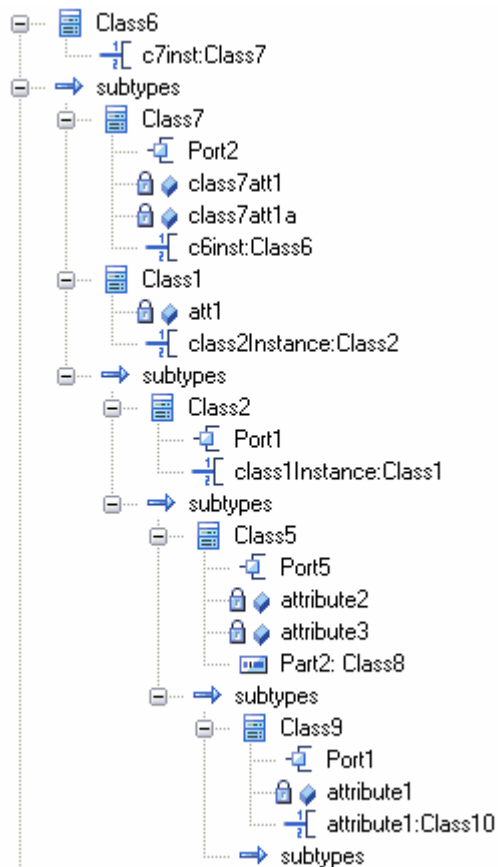 Class6
c7inst:Class7
subtypes
Class7
Port2
class7att1
class7att1a
c6inst:Class6
Class1
att1
class2Instance:Class2
subtypes
Class2
Port1
class1Instance:Class1
subtypes
Class5
Port5
attribute2
attribute3
Part2: Class8
subtypes
Class9
Port1
attribute1
attribute1:Class10
subtypes